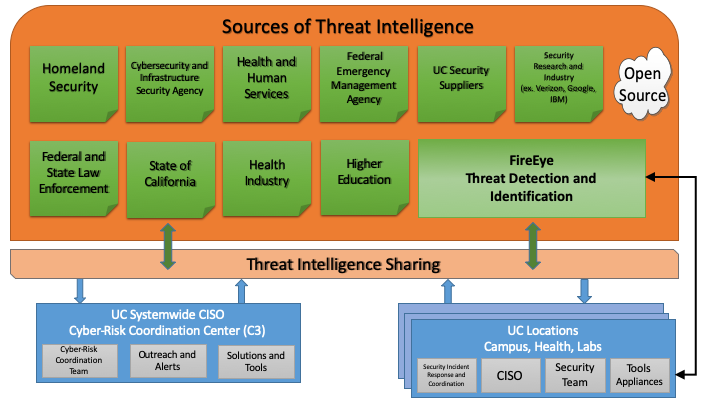 Sources of Threat Intelligence
Homeland
Security
Cybersecurity and
Infrastructure
Security Agency
Health and
Human
Services
Federal
Emergency
Management
Agency
UC Security
Suppliers
Security
Research and
Industry
(ex. Verizon, Google,
IBM)
Open
Source
Federal and
State Law
Enforcement
State of
California
Health
Industry
Higher
Education
FireEye
Threat Detection and
Identification
Threat Intelligence Sharing
UC Systemwide CISO
Cyber-Risk Coordination Center (C3)
Cyber-Risk
Coordination
Team
Outreach and
Alerts
Solutions and
Tools
UC Locations
Campus, Health, Labs
Security Incident
Response and
Coordination
CISO
Security
Team
Tools
Appliances